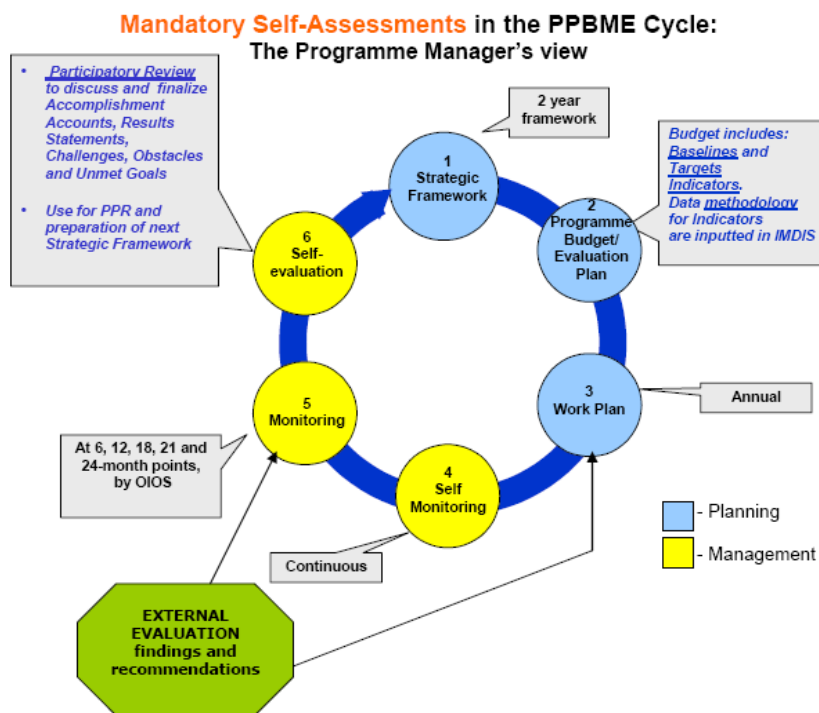 Mandatory Self-Assessments in the PPBME Cycle:
The Programme Manager's view
• Participatory Review
to discuss and finalize
Accomplishment
Accounts, Results
Statements,
Challenges, Obstacles
and Unmet Goals
• Use for PPR and
preparation of next
Strategic Framework
2 year
framework
1
Strategic
Framework
Budget includes:
Baselines and
Targets
Indicators.
Data methodology
for Indicators
are inputted in IMDIS
2
Programme
Budget/
Evaluation
Plan
6
Self-
evaluation
3
Work Plan
Annual
5
Monitoring
At 6, 12, 18, 21 and
24-month points,
by OIOS
4
Self
Monitoring
Continuous
- Planning
- Management
EXTERNAL
EVALUATION
findings and
recommendations